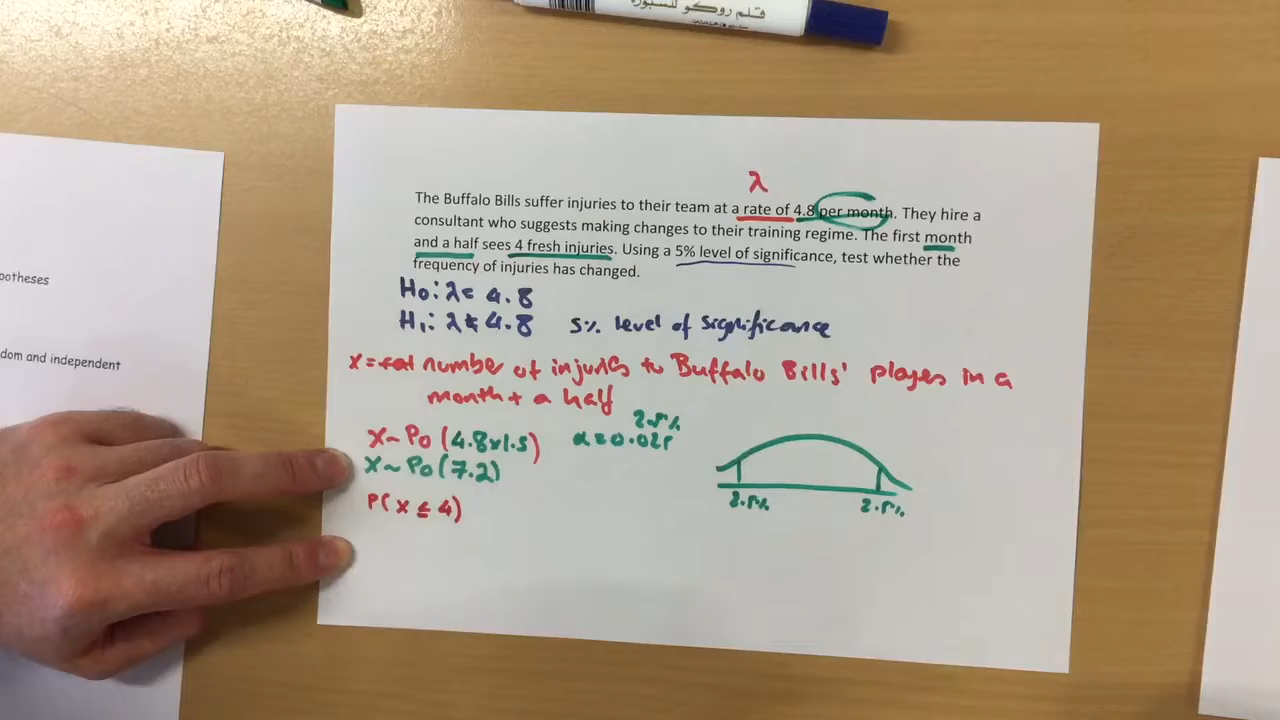 قلم روكو للسبورة
λ
The Buffalo Bills suffer injuries to their team at a rate of 4.8 per month. They hire a
consultant who suggests making changes to their training regime. The first month
and a half sees 4 fresh injuries. Using a 5% level of significance, test whether the
frequency of injuries has changed.
H0: λ = 4.8
H1: λ ≠ 4.8 5% level of significance
potheses
dom and independent
number of injuries to Buffalo Bills' players in a
month + a half
2.5%
X~Po(4.8x1.5) α = 0.025
X~Po(7.2)
P(X ≤ 4)
2.5% 2.5%